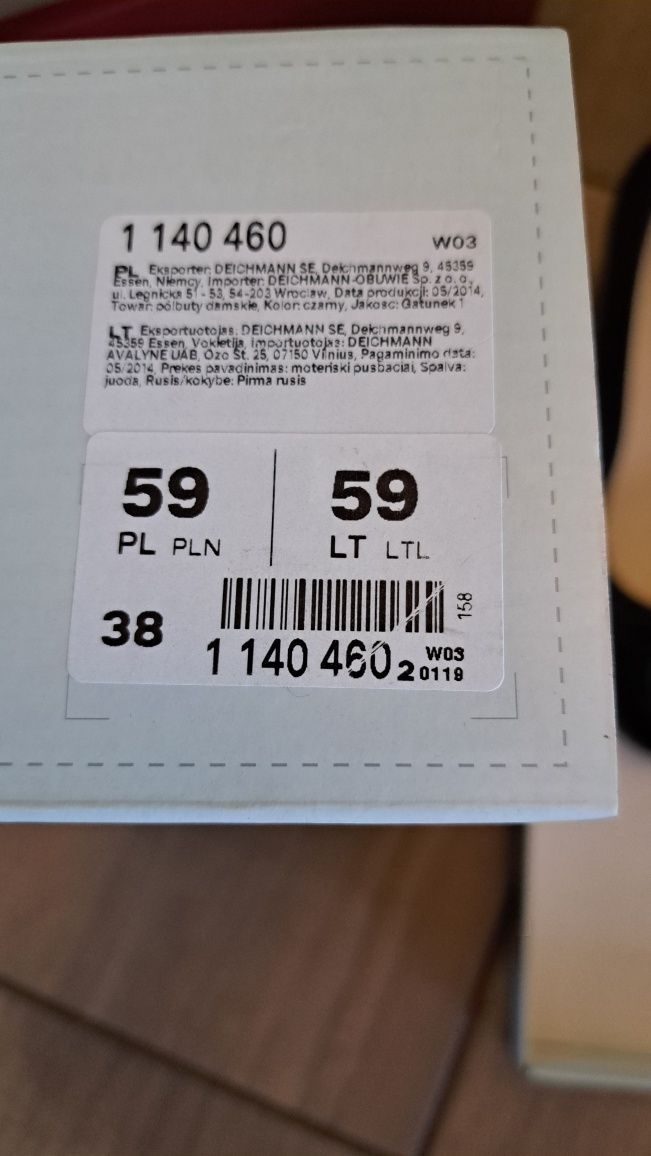 1 140 460 W03
PL Eksporter: DEICHMANN SE, Deichmannweg 9, 45359
Essen, Niemcy, Importer: DEICHMANN-OBUWIE Sp. z o.o.,
ul. Legnicka 51 - 53, 54-203 Wroclaw, Data produkcji: 05/2014,
Towar: polbuty damskie, Kolor: czarny, Jakosc: Gatunek 1
LT Eksportuotojas: DEICHMANN SE, Deichmannweg 9,
45359 Essen, Vokietija, Importuotojas: DEICHMANN
AVALYNE UAB, Ozo St. 25, 07150 Vilnius, Pagaminimo data:
05/2014, Prekes pavadinimas: moteriski pusbaciai, Spalva:
juoda, Rusis/kokybe: Pirma rusis
59 59
PL PLN LT LTL
38
158
1 140 460 2 W03
0119